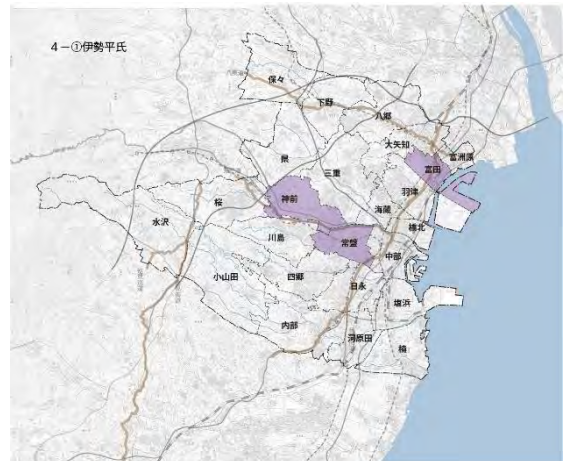 4－①伊勢平氏
保々
下野
八郷
大矢知
富洲原
富田
県
三重
羽津
神前
桜
海蔵
橋北
水沢
川島
常磐
中部
小山田
四郷
日永
塩浜
内部
河原田
楠